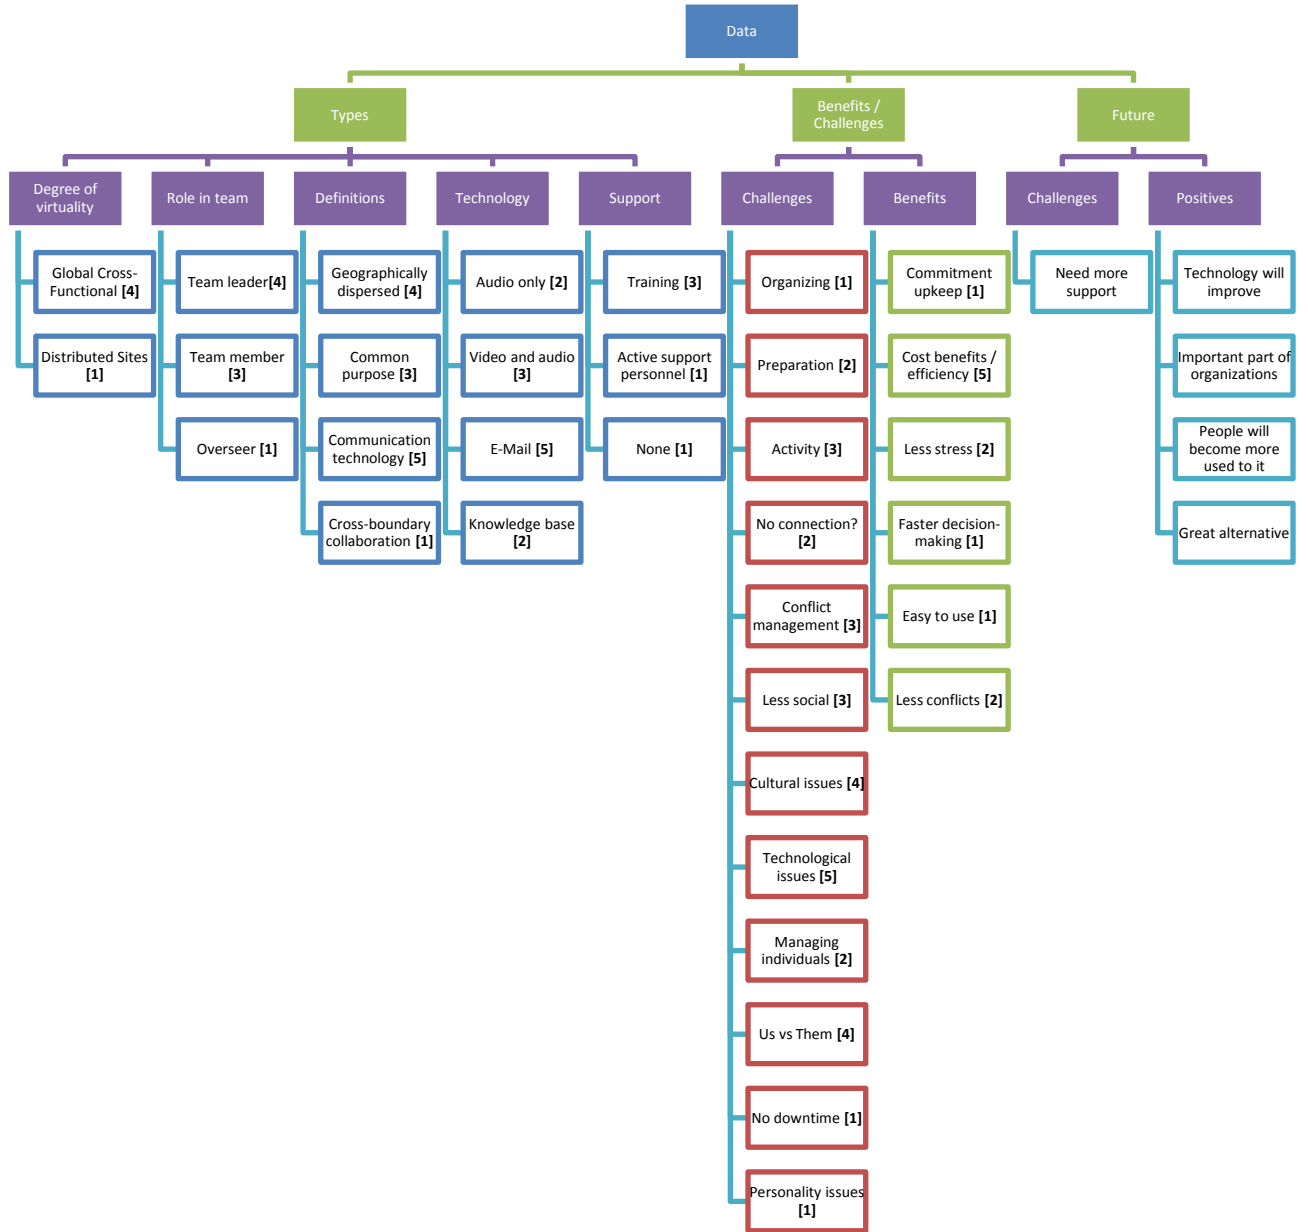 Data
Types
Benefits /
Challenges
Future
Degree of
virtuality
Role in team
Definitions
Technology
Support
Challenges
Benefits
Challenges
Positives
Global Cross-
Functional [4]
Distributed Sites
[1]
Team leader[4]
Team member
[3]
Overseer [1]
Geographically
dispersed [4]
Common
purpose [3]
Communication
technology [5]
Cross-boundary
collaboration [1]
Audio only [2]
Video and audio
[3]
E-Mail [5]
Knowledge base
[2]
Training [3]
Active support
personnel [1]
None [1]
Organizing [1]
Preparation [2]
Activity [3]
No connection?
[2]
Conflict
management [3]
Less social [3]
Cultural issues [4]
Technological
issues [5]
Managing
individuals [2]
Us vs Them [4]
No downtime [1]
Personality issues
[1]
Commitment
upkeep [1]
Cost benefits /
efficiency [5]
Less stress [2]
Faster decision-
making [1]
Easy to use [1]
Less conflicts [2]
Need more
support
Technology will
improve
Important part of
organizations
People will
become more
used to it
Great alternative